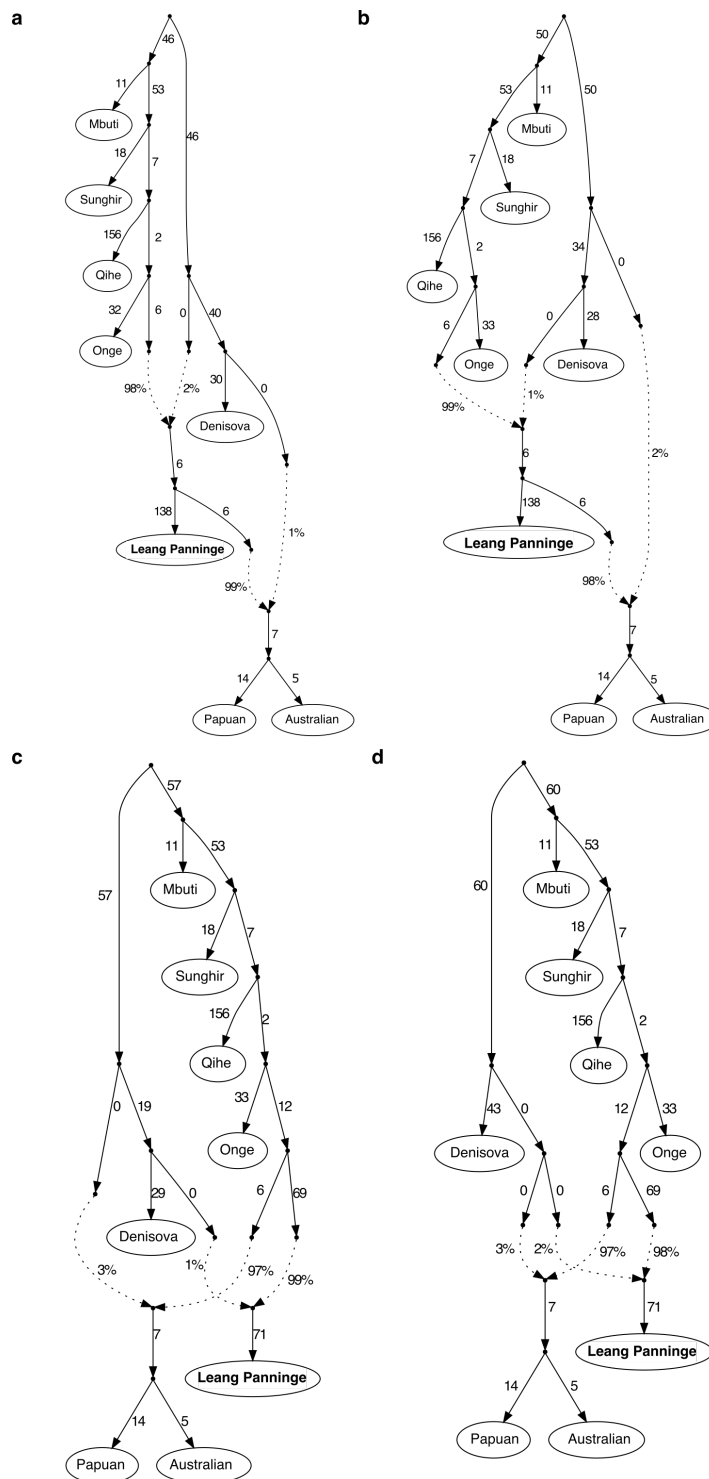 a
46
11
53
Mbuti
46
18
7
Sunghir
156
2
Qihe
32
6
0
40
Onge
98%
2%
30
0
Denisova
6
138
6
1%
Leang Panninge
99%
7
14
5
Papuan
Australian
b
50
53
11
50
Mbuti
7
18
Sunghir
156
2
34
0
Qihe
6
33
0
28
Onge
Denisova
99%
1%
6
2%
138
6
Leang Panninge
98%
7
14
5
Papuan
Australian
c
57
11
53
57
Mbuti
18
7
Sunghir
156
2
Qihe
0
19
33
12
Onge
29
0
6
69
Denisova
3%
1%
97%
99%
7
71
Leang Panninge
14
5
Papuan
Australian
d
60
11
53
60
Mbuti
18
7
Sunghir
156
2
Qihe
43
0
12
33
Denisova
Onge
0
0
6
69
3%
2%
97%
98%
7
71
Leang Panninge
14
5
Papuan
Australian